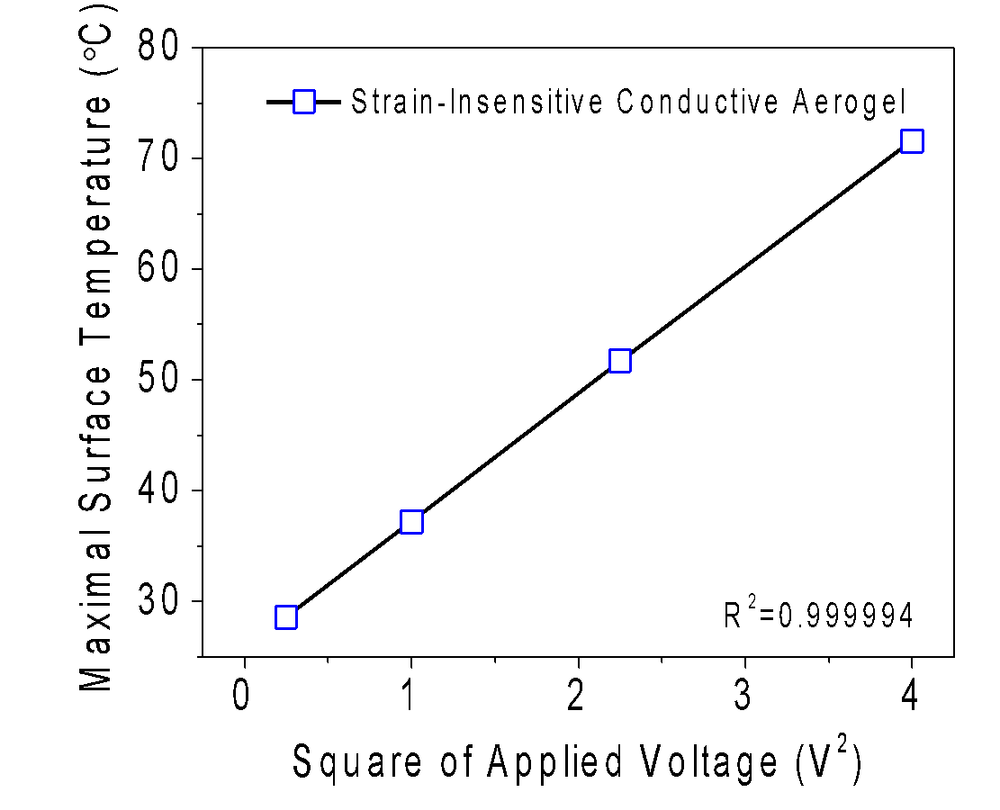 Maximal Surface Temperature (°C)
80
70
60
50
40
30
Strain-Insensitive Conductive Aerogel
R²=0.999994
0 1 2 3 4
Square of Applied Voltage (V²)